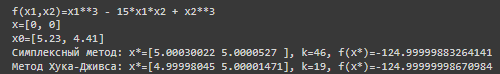 f(x1,x2)=x1**3 - 15*x1*x2 + x2**3
x=[0, 0]
x0=[5.23, 4.41]
Симплексный метод: x*=[5.00030022 5.0000527 ], k=46, f(x*)=-124.99999883264141
Метод Хука-Дживса: x*=[4.99998045 5.00001471], k=19, f(x*)=-124.99999998670984